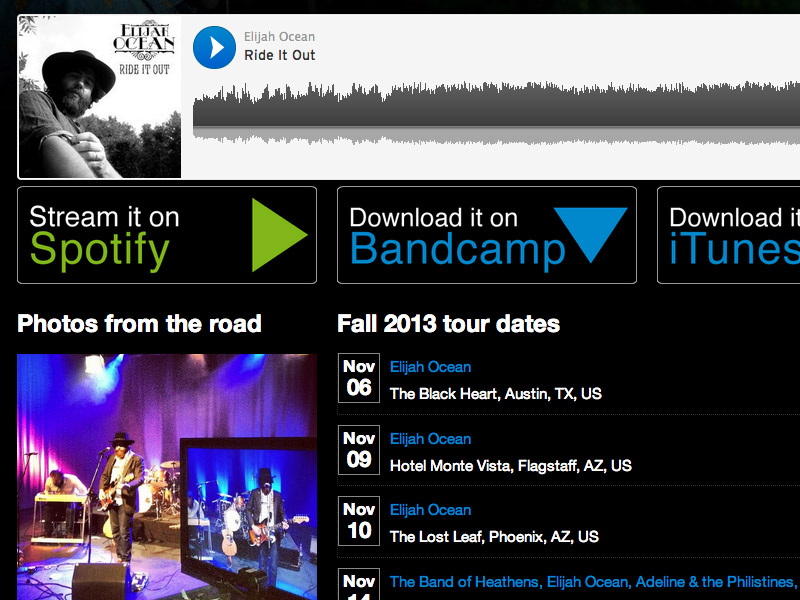 ELIJAH
OCEAN
RIDE IT OUT
Elijah Ocean
Ride It Out
Stream it on
Spotify
Download it on
Bandcamp
Download it
iTunes
Photos from the road
Fall 2013 tour dates
Nov
06
Elijah Ocean
The Black Heart, Austin, TX, US
Nov
09
Elijah Ocean
Hotel Monte Vista, Flagstaff, AZ, US
Nov
10
Elijah Ocean
The Lost Leaf, Phoenix, AZ, US
Nov
14
The Band of Heathens, Elijah Ocean, Adeline & the Philistines,